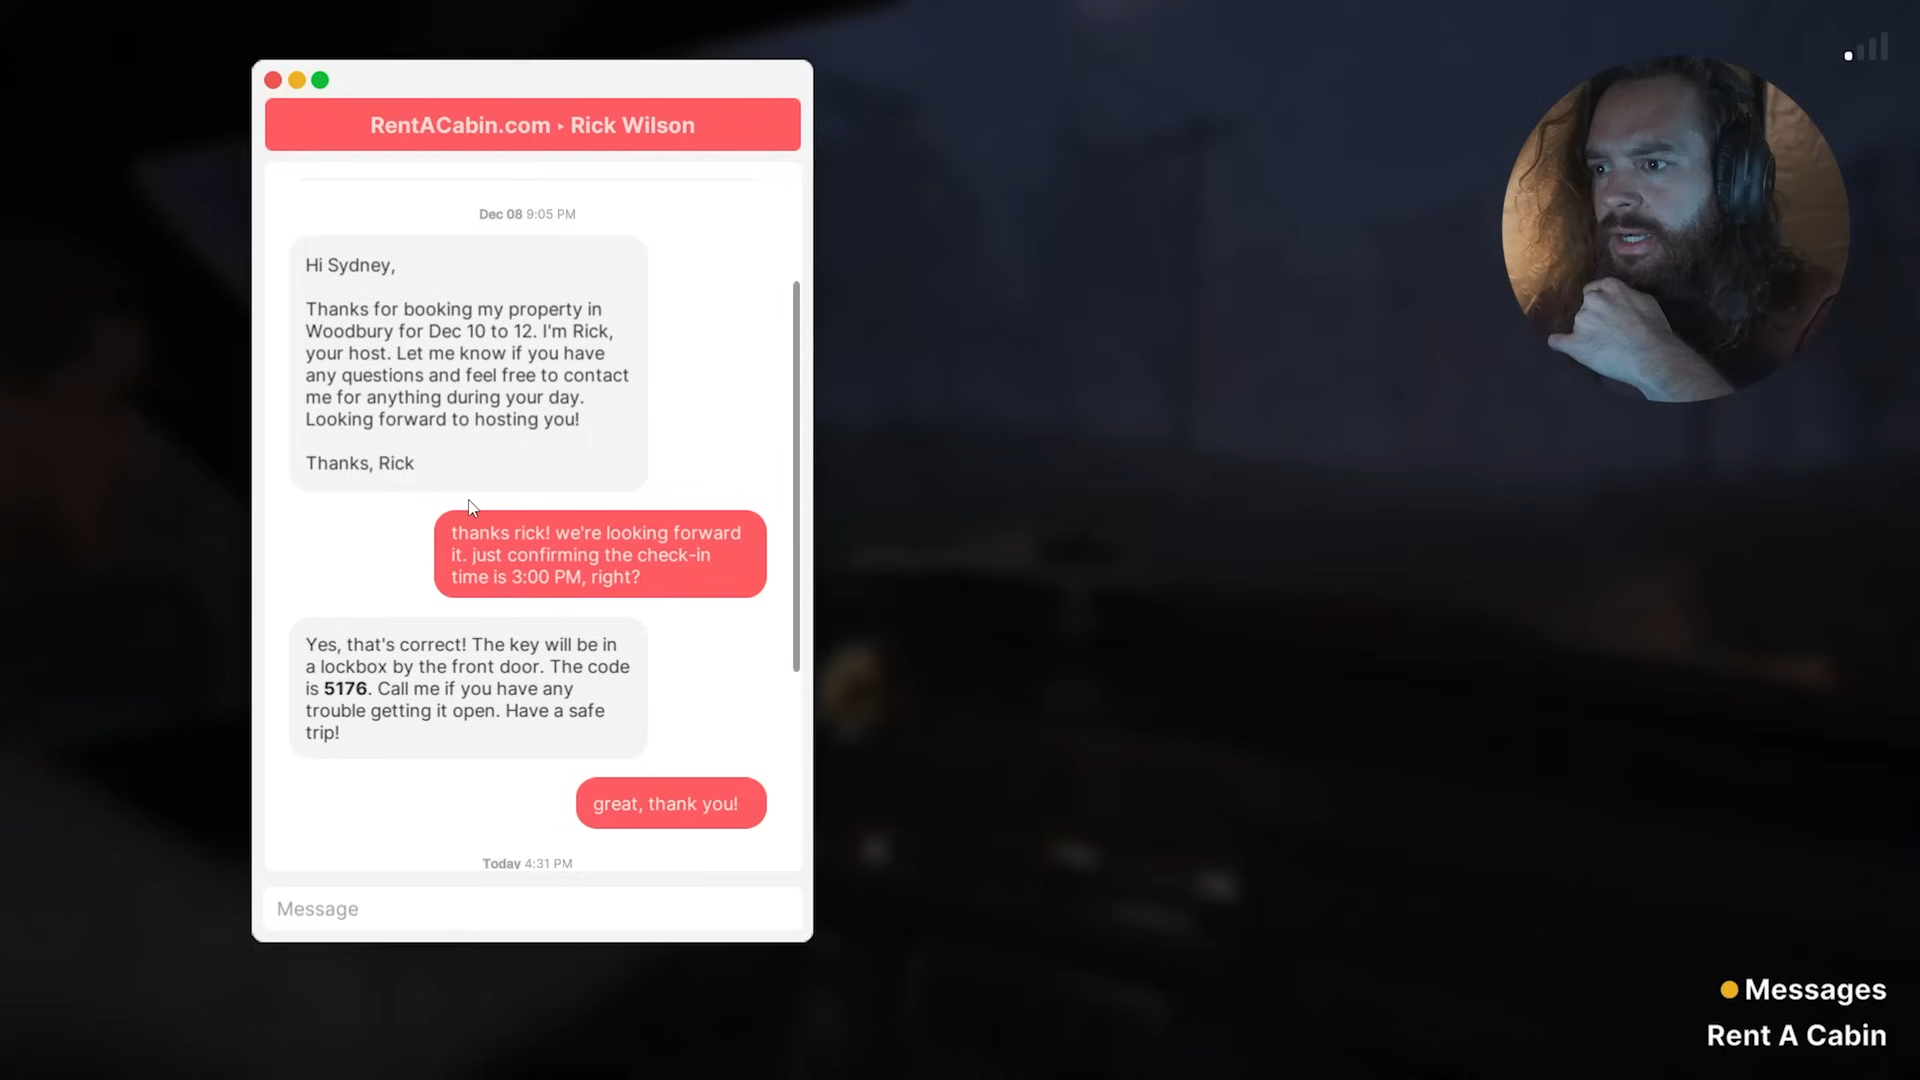 RentACabin.com ▸ Rick Wilson
Dec 08 9:05 PM
Hi Sydney,
Thanks for booking my property in
Woodbury for Dec 10 to 12. I'm Rick,
your host. Let me know if you have
any questions and feel free to contact
me for anything during your day.
Looking forward to hosting you!
Thanks, Rick
thanks rick! we're looking forward
it. just confirming the check-in
time is 3:00 PM, right?
Yes, that's correct! The key will be in
a lockbox by the front door. The code
is 5176. Call me if you have any
trouble getting it open. Have a safe
trip!
great, thank you!
Today 4:31 PM
Message
Messages
Rent A Cabin